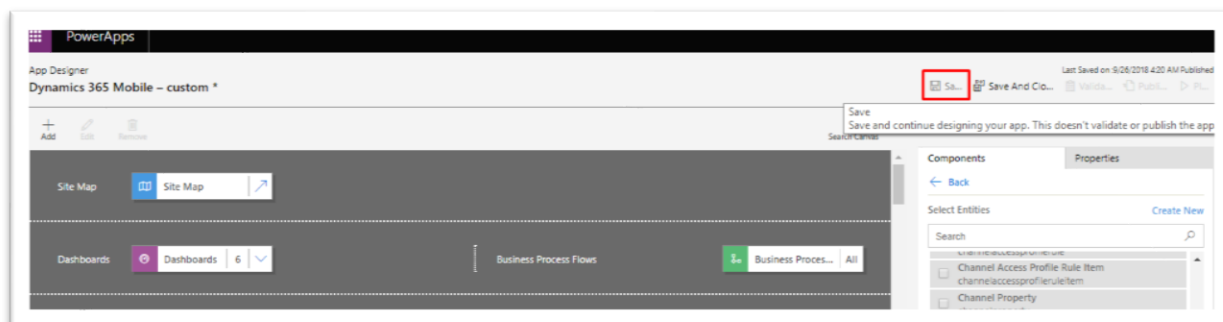 PowerApps
App Designer
Last Saved on :9/26/2018 4:20 AM Published
Dynamics 365 Mobile – custom *
Sa... Save And Clo... Valida... Publi... Pl...
Save
Save and continue designing your app. This doesn't validate or publish the app
Add Edit Remove
Search Canvas
Components Properties
Back
Site Map Site Map
Select Entities Create New
Search
channelaccessprofilerule
Dashboards Dashboards 6 Business Process Flows Business Proces... All
Channel Access Profile Rule Item
channelaccessprofileruleitem
Channel Property